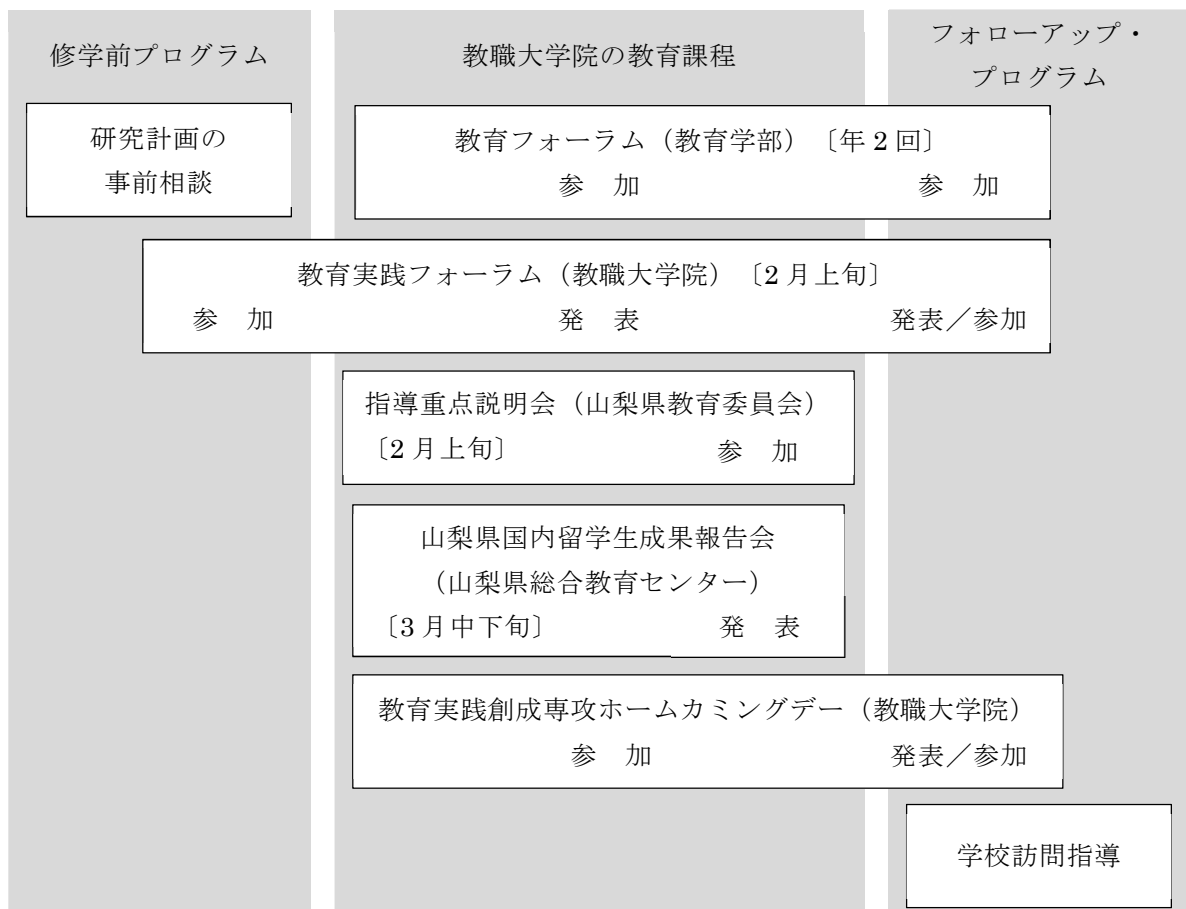 修学前プログラム
教職大学院の教育課程
フォローアップ・
プログラム
研究計画の
事前相談
教育フォーラム（教育学部）〔年２回〕
参　加　参　加
教育実践フォーラム（教職大学院）〔２月上旬〕
参　加　発　表　発表／参加
指導重点説明会（山梨県教育委員会）
〔２月上旬〕　参　加
山梨県国内留学生成果報告会
（山梨県総合教育センター）
〔３月中下旬〕　発　表
教育実践創成専攻ホームカミングデー（教職大学院）
参　加　発表／参加
学校訪問指導